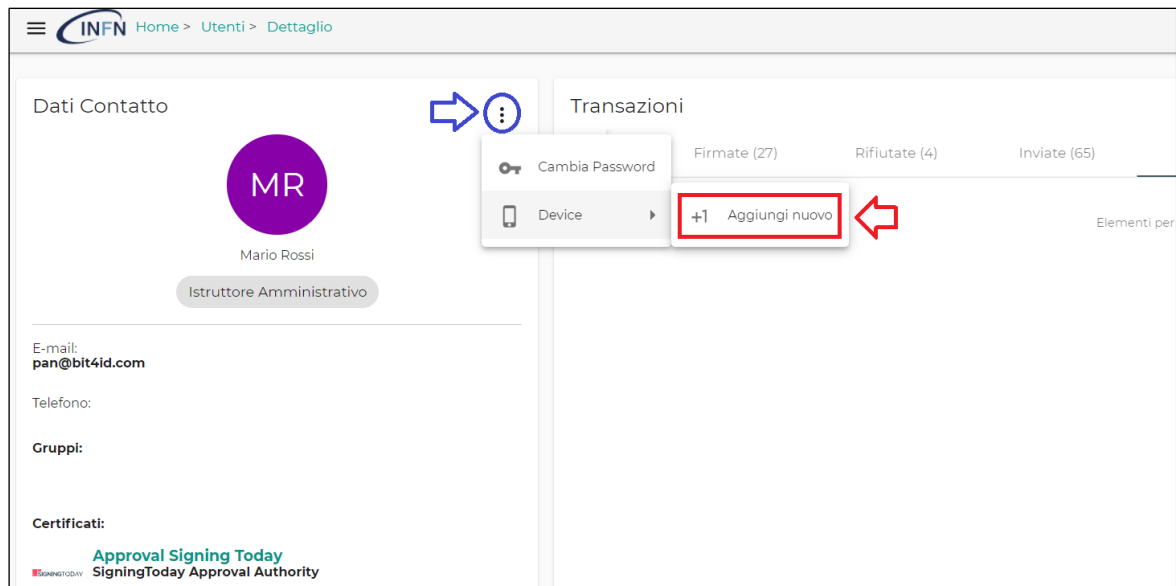 INFN Home > Utenti > Dettaglio
Dati Contatto
Transazioni
Firmate (27) Rifiutate (4) Inviate (65)
Cambia Password
Device
+1 Aggiungi nuovo
Elementi per
MR
Mario Rossi
Istruttore Amministrativo
E-mail:
pan@bit4id.com
Telefono:
Gruppi:
Certificati:
Approval Signing Today
SIGNINGTODAY SigningToday Approval Authority